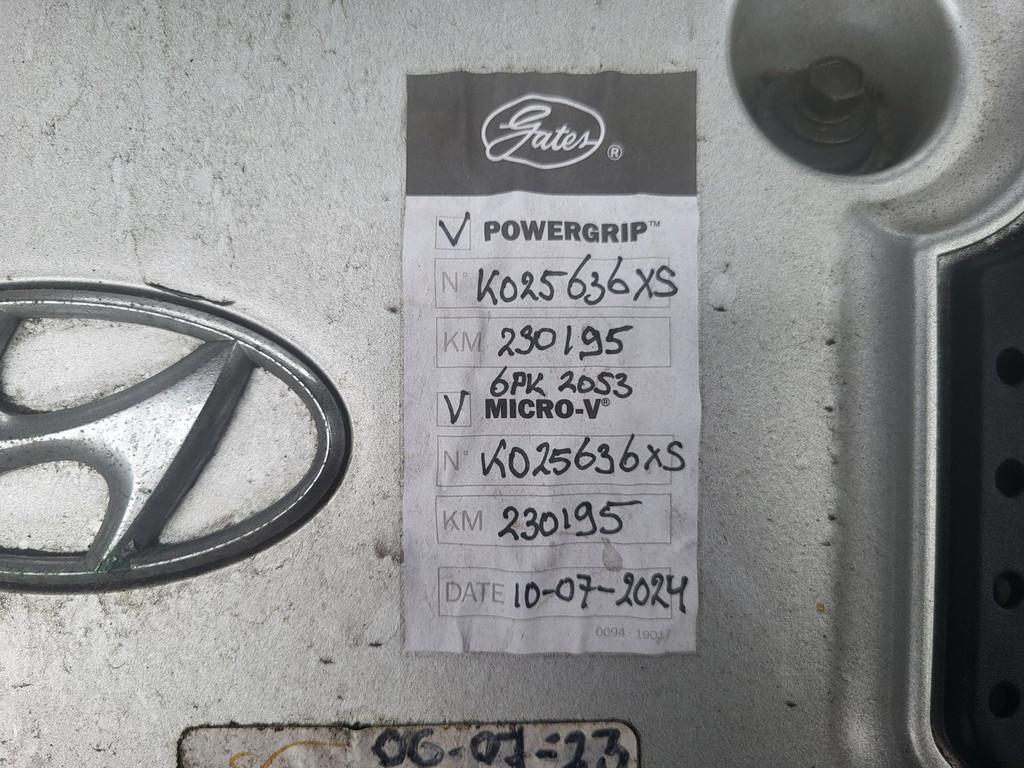 Gates®
V POWERGRIP™
N° K025636XS
KM 230195
6PK 2053
V MICRO-V®
N° K025636XS
KM 230195
DATE 10-07-2024
0094 - 19017
06-07-23